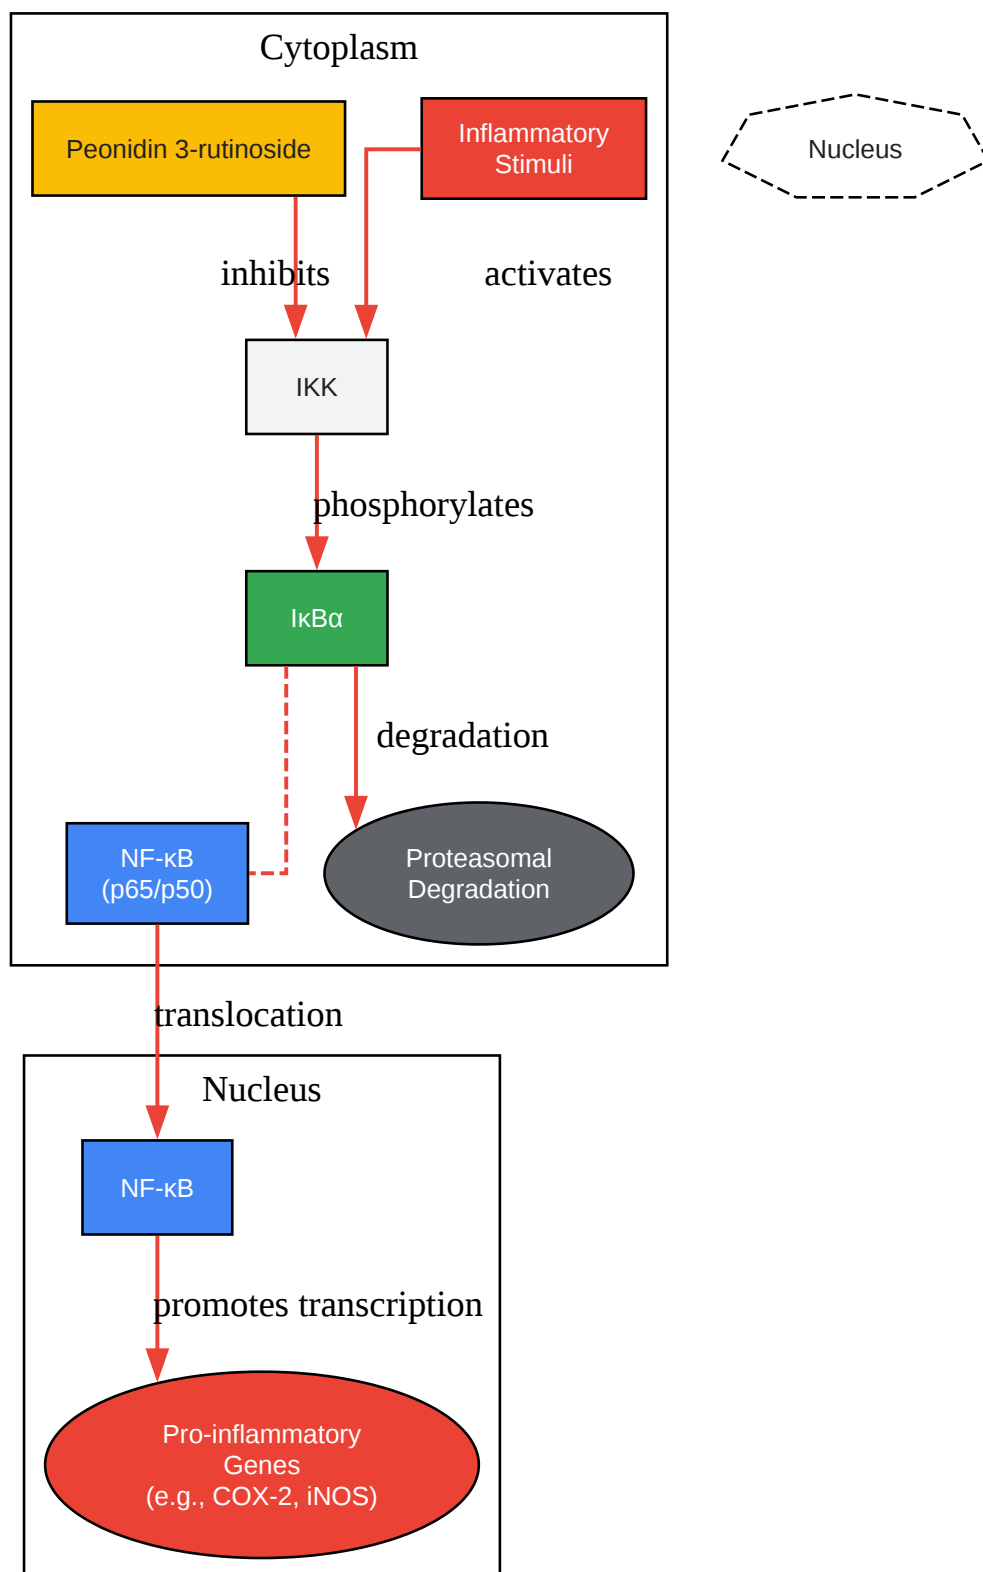 Cytoplasm
Peonidin 3-rutinoside
Inflammatory
Stimuli
Nucleus
inhibits
activates
IKK
phosphorylates
IκBα
degradation
NF-κB
(p65/p50)
Proteasomal
Degradation
translocation
Nucleus
NF-κB
promotes transcription
Pro-inflammatory
Genes
(e.g., COX-2, iNOS)